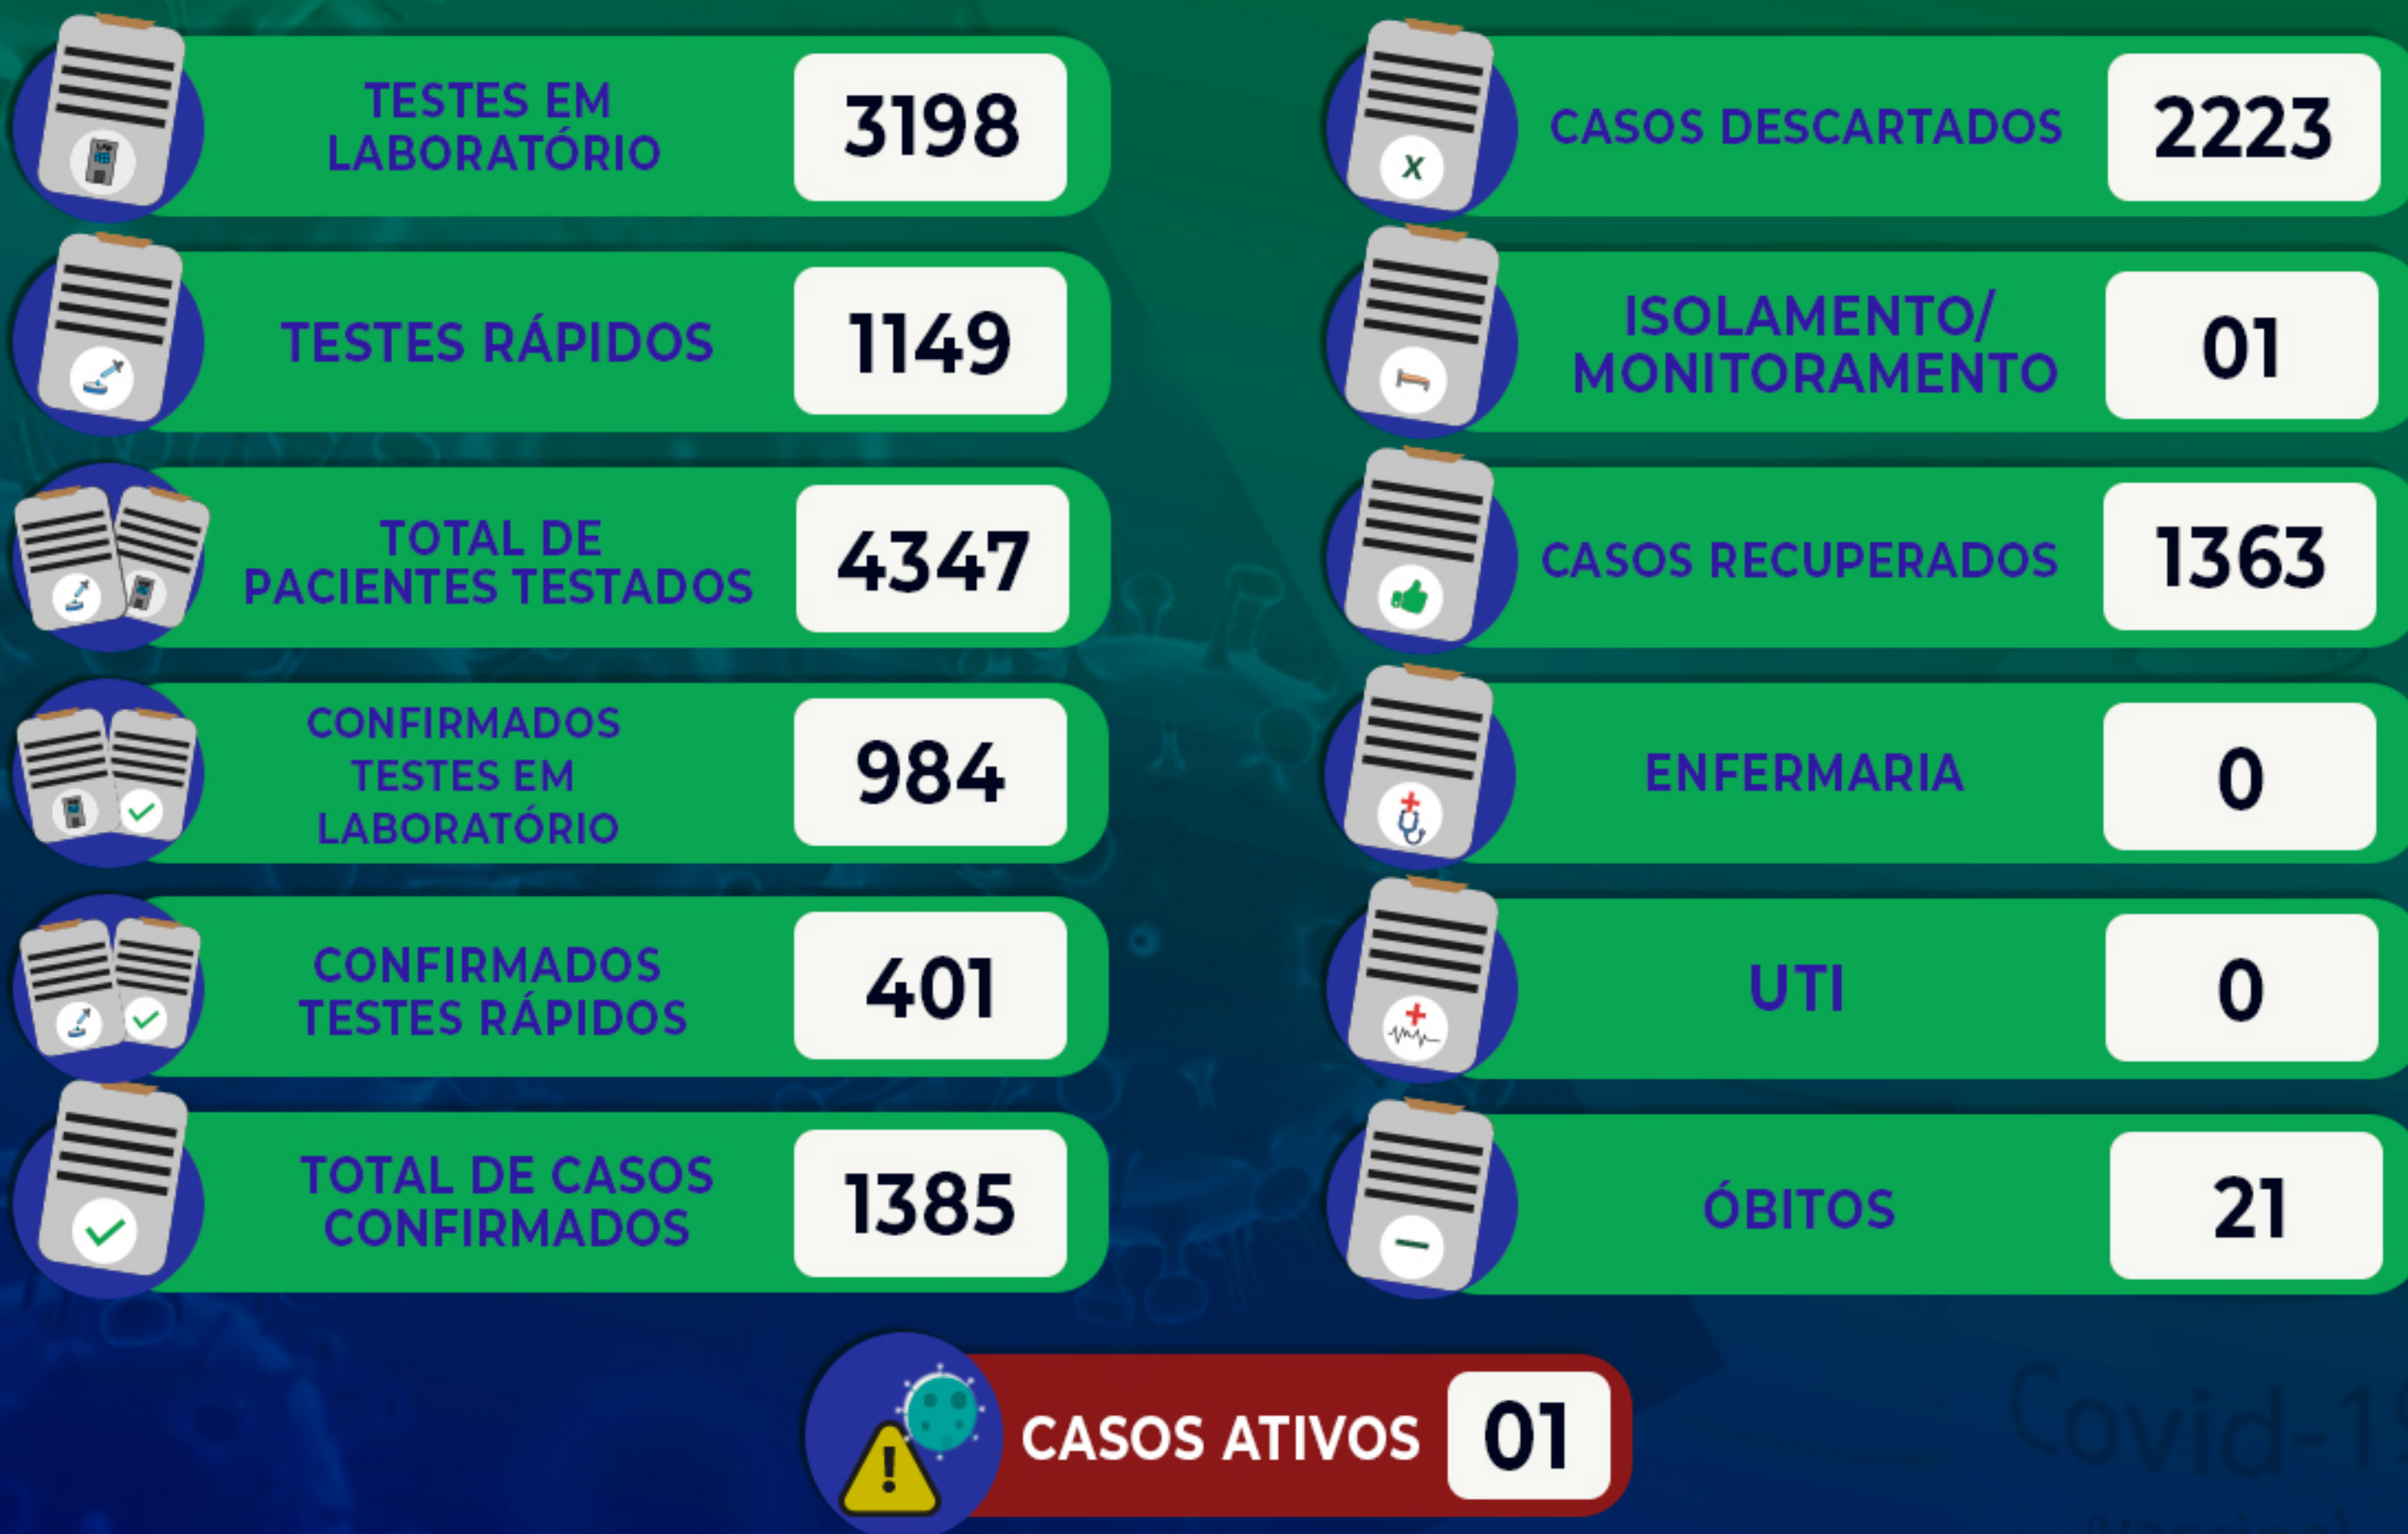 TESTES EM
LABORATÓRIO
3198
TESTES RÁPIDOS
1149
TOTAL DE
PACIENTES TESTADOS
4347
CONFIRMADOS
TESTES EM
LABORATÓRIO
984
CONFIRMADOS
TESTES RÁPIDOS
401
TOTAL DE CASOS
CONFIRMADOS
1385
CASOS DESCARTADOS
2223
X
ISOLAMENTO/
MONITORAMENTO
01
CASOS RECUPERADOS
1363
ENFERMARIA
0
UTI
0
ÓBITOS
21
CASOS ATIVOS
01
Covid-19